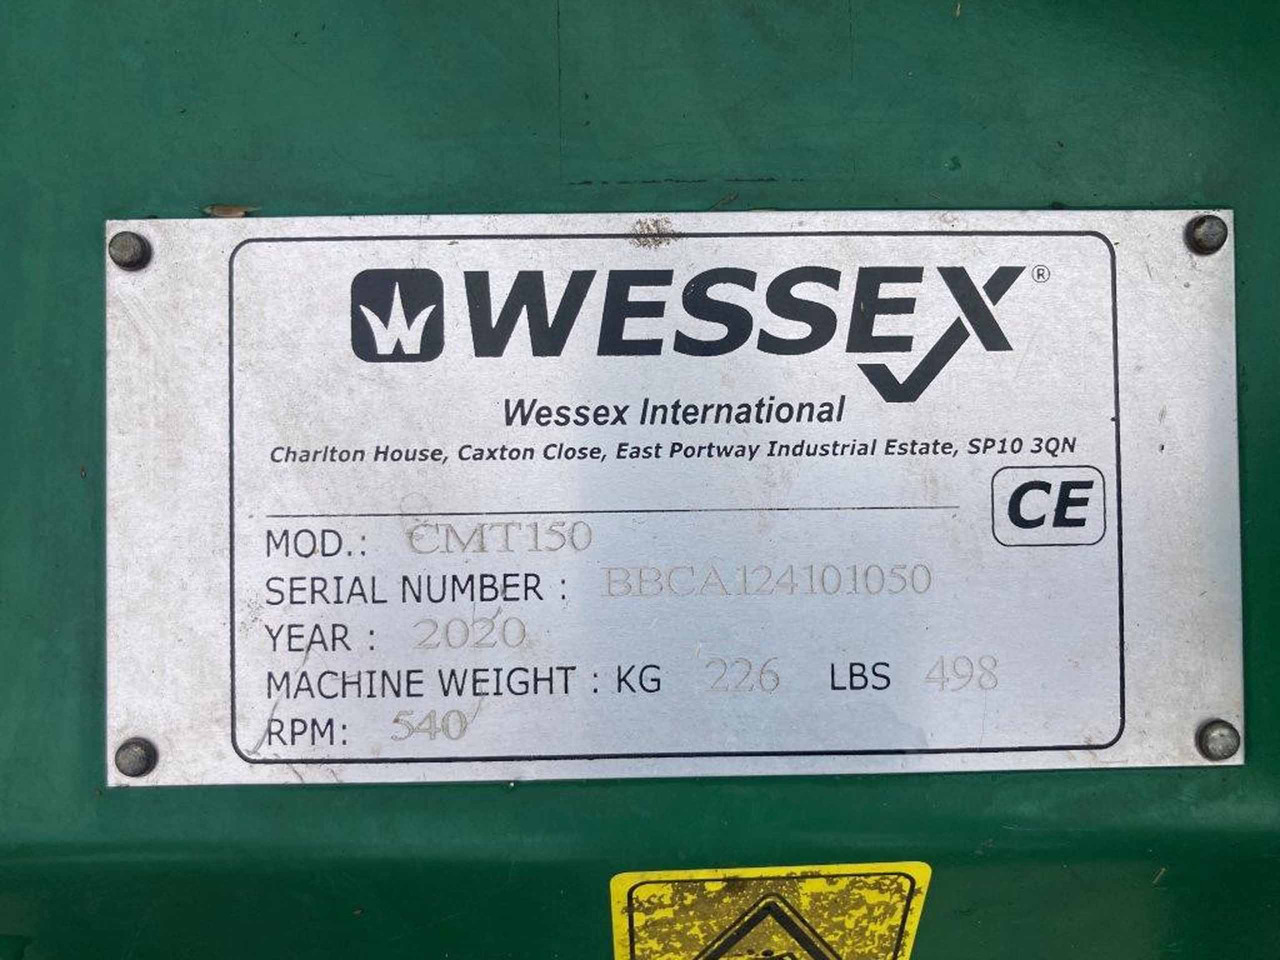 WESSEX®
Wessex International
Charlton House, Caxton Close, East Portway Industrial Estate, SP10 3QN
CE
MOD.: CMT150
SERIAL NUMBER : BBCA124101050
YEAR : 2020
MACHINE WEIGHT : KG 226 LBS 498
RPM: 540